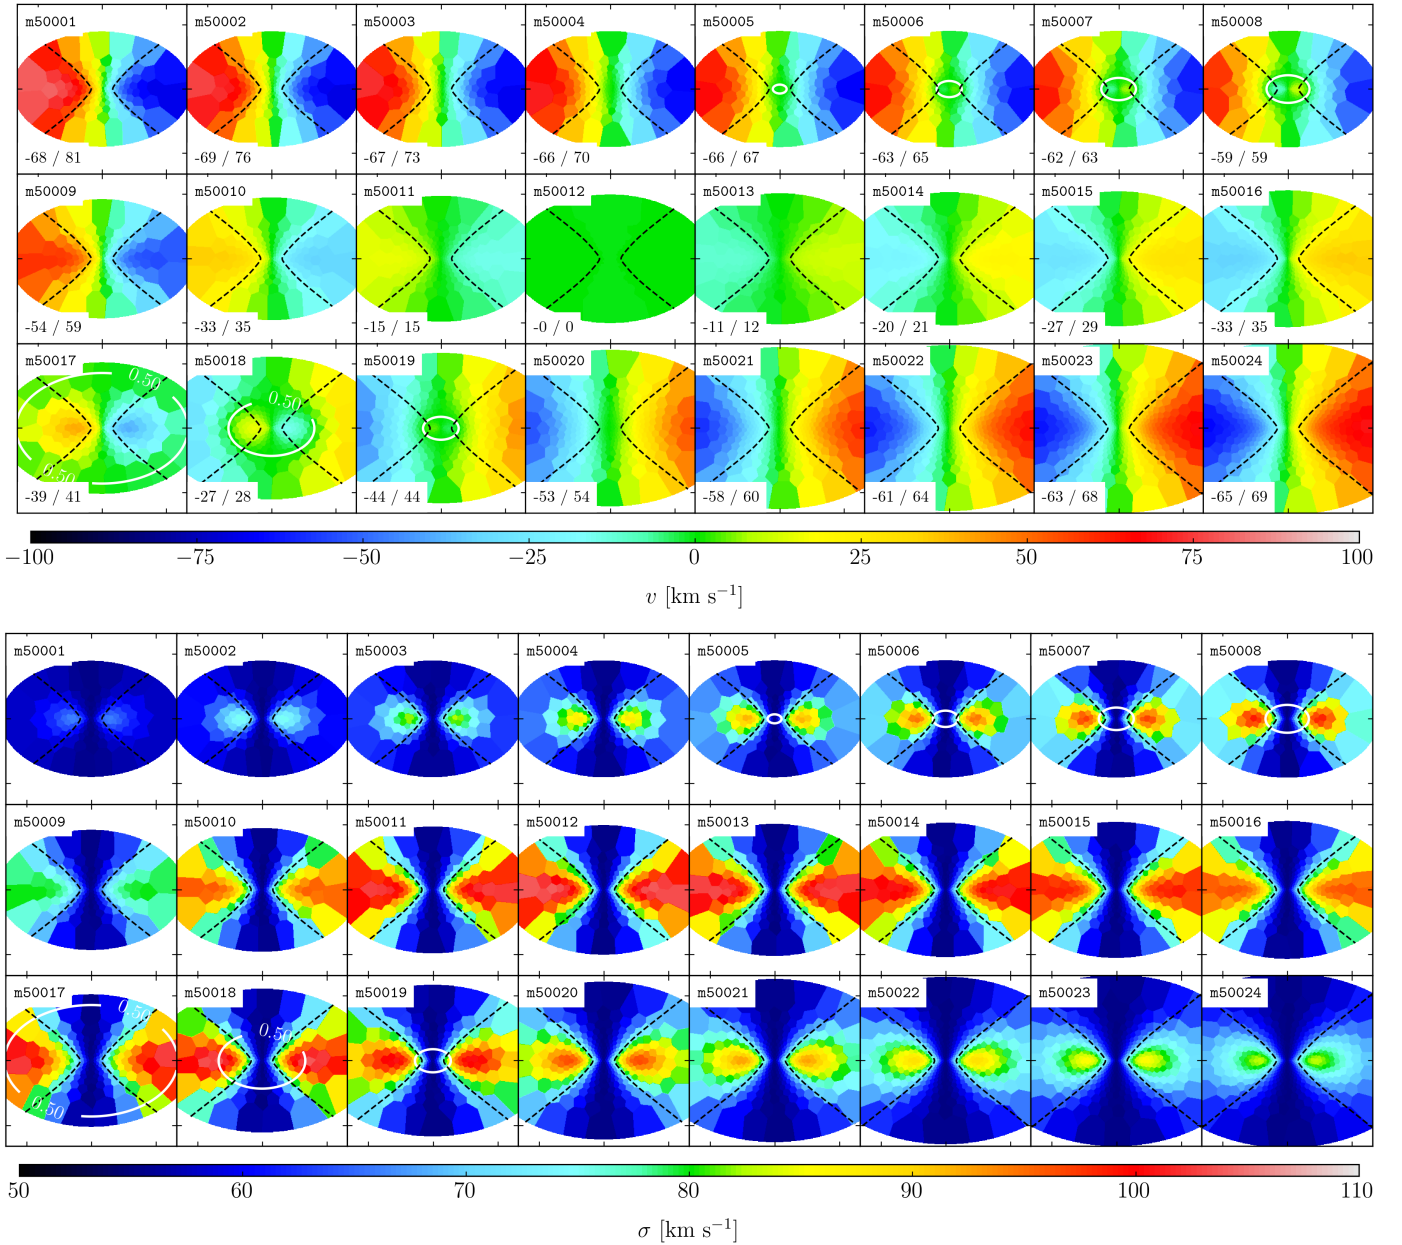 m50001 m50002 m50003 m50004 m50005 m50006 m50007 m50008
-68 / 81 -69 / 76 -67 / 73 -66 / 70 -66 / 67 -63 / 65 -62 / 63 -59 / 59
m50009 m50010 m50011 m50012 m50013 m50014 m50015 m50016
-54 / 59 -33 / 35 -15 / 15 -0 / 0 -11 / 12 -20 / 21 -27 / 29 -33 / 35
m50017 m50018 m50019 m50020 m50021 m50022 m50023 m50024
0.50 0.50
0.50
-39 / 41 -27 / 28 -44 / 44 -53 / 54 -58 / 60 -61 / 64 -63 / 68 -65 / 69
−100 −75 −50 −25 0 25 50 75 100
v [km s⁻¹]
m50001 m50002 m50003 m50004 m50005 m50006 m50007 m50008
m50009 m50010 m50011 m50012 m50013 m50014 m50015 m50016
m50017 m50018 m50019 m50020 m50021 m50022 m50023 m50024
0.50 0.50
0.50
50 60 70 80 90 100 110
σ [km s⁻¹]